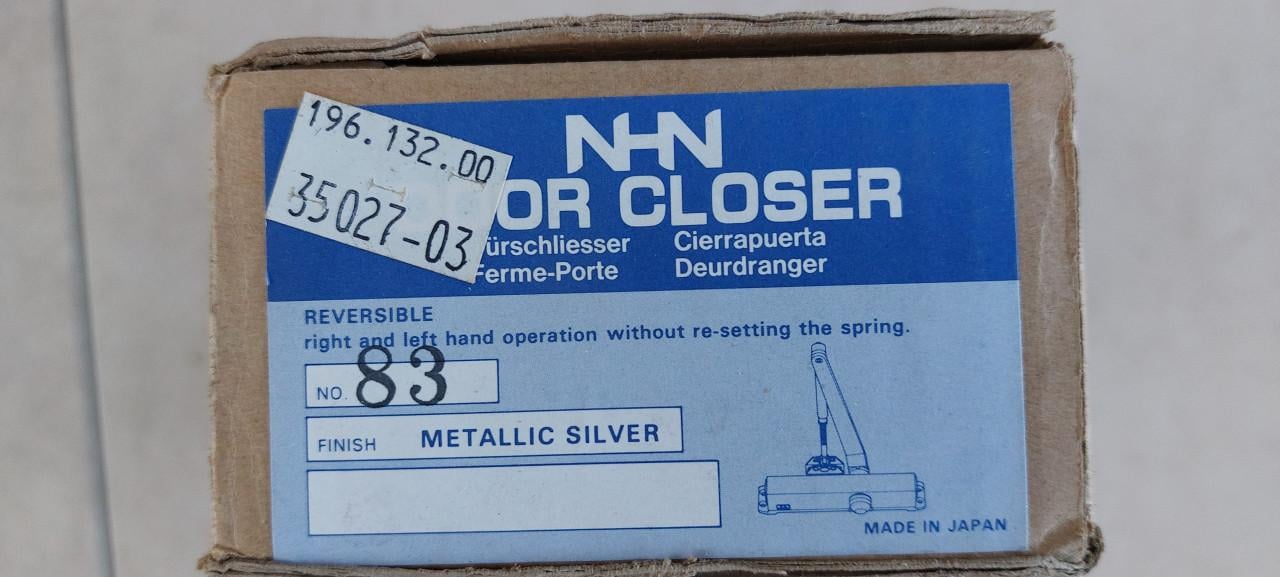 196.132.00
35027-03
NHN
OR CLOSER
ürschliesser Cierrapuerta
Ferme-Porte Deurdranger
REVERSIBLE
right and left hand operation without re-setting the spring.
NO. 83
FINISH METALLIC SILVER
MADE IN JAPAN